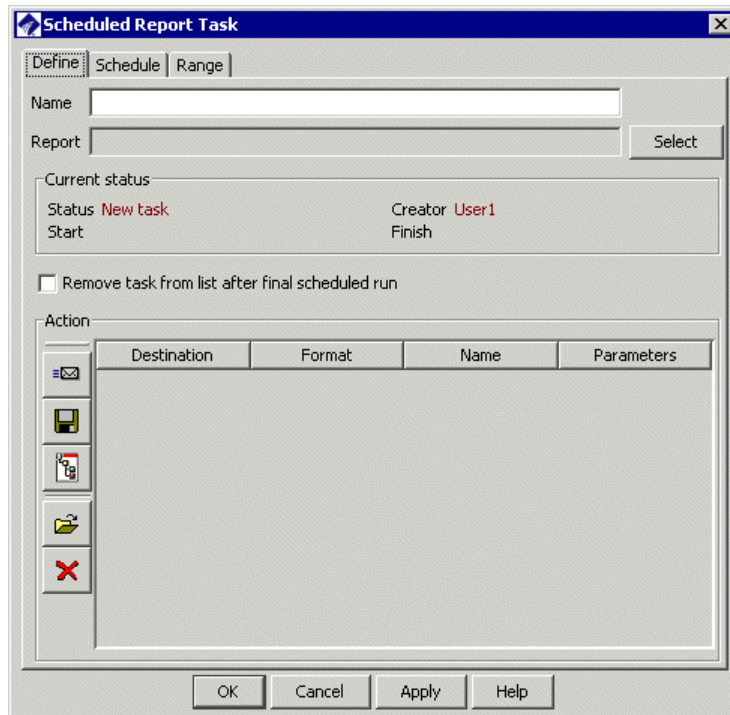 Scheduled Report Task
Define Schedule Range
Name
Report Select
Current status
Status New task Creator User1
Start Finish
Remove task from list after final scheduled run
Action
Destination Format Name Parameters
OK Cancel Apply Help